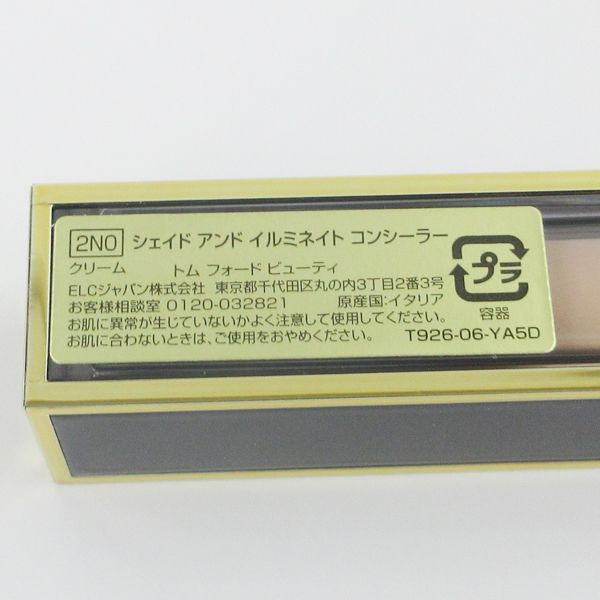 2N0 シェイド アンド イルミネイト コンシーラー
クリーム トム フォード ビューティ
ELCジャパン株式会社 東京都千代田区丸の内3丁目2番3号
お客様相談室 0120-032821 原産国:イタリア
お肌に異常が生じていないかよく注意して使用してください。
お肌に合わないときは、ご使用をおやめください。
プラ
容器
T926-06-YA5D